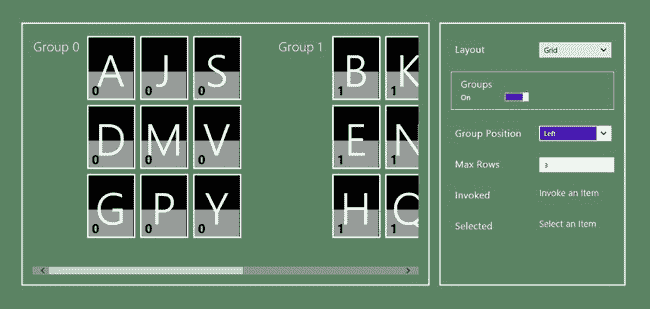 Group 0
A J S
0 0 0
D M V
0 0 0
G P Y
0 0 0
Group 1
B K
1 1
E N
1 1
H Q
1 1
Layout Grid
Groups
On
Group Position Left
Max Rows 3
Invoked Invoke an Item
Selected Select an Item